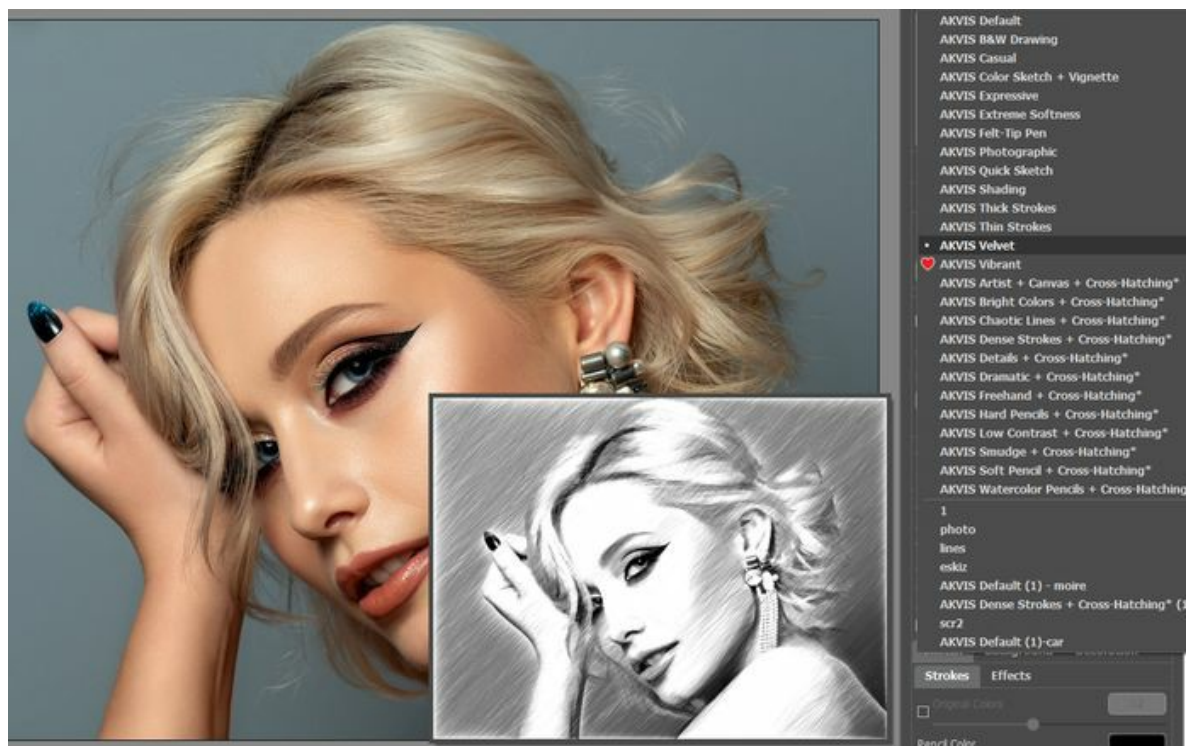 AKVIS Default
AKVIS B&W Drawing
AKVIS Casual
AKVIS Color Sketch + Vignette
AKVIS Expressive
AKVIS Extreme Softness
AKVIS Felt-Tip Pen
AKVIS Photographic
AKVIS Quick Sketch
AKVIS Shading
AKVIS Thick Strokes
AKVIS Thin Strokes
AKVIS Velvet
AKVIS Vibrant
AKVIS Artist + Canvas + Cross-Hatching*
AKVIS Bright Colors + Cross-Hatching*
AKVIS Chaotic Lines + Cross-Hatching*
AKVIS Dense Strokes + Cross-Hatching*
AKVIS Details + Cross-Hatching*
AKVIS Dramatic + Cross-Hatching*
AKVIS Freehand + Cross-Hatching*
AKVIS Hard Pencils + Cross-Hatching*
AKVIS Low Contrast + Cross-Hatching*
AKVIS Smudge + Cross-Hatching*
AKVIS Soft Pencil + Cross-Hatching*
AKVIS Watercolor Pencils + Cross-Hatching
1
photo
lines
eskiz
AKVIS Default (1) - moire
AKVIS Dense Strokes + Cross-Hatching* (1
scr2
AKVIS Default (1)-car
Strokes Effects
Original Colors
Pencil Color